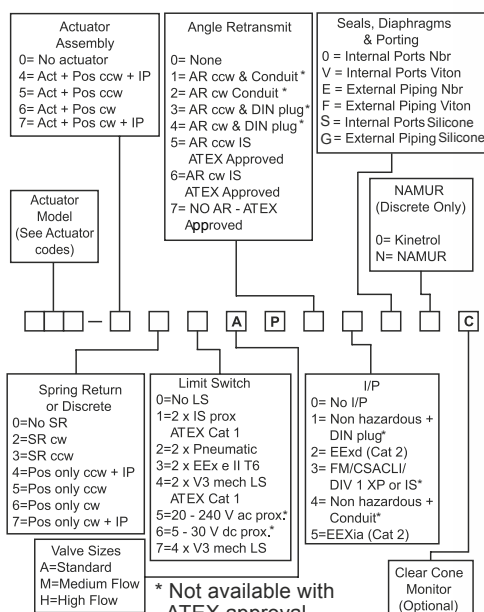 Actuator
Assembly
0= No actuator
4= Act + Pos ccw + IP
5= Act + Pos ccw
6= Act + Pos cw
7= Act + Pos cw + IP
Angle Retransmit
0= None
1= AR ccw & Conduit *
2= AR cw Conduit *
3= AR ccw & DIN plug*
4= AR cw & DIN plug*
5= AR ccw IS
ATEX Approved
6=AR cw IS
ATEX Approved
7= NO AR - ATEX
Approved
Seals, Diaphragms
& Porting
0 = Internal Ports Nbr
V = Internal Ports Viton
E = External Piping Nbr
F = External Piping Viton
S = Internal Ports Silicone
G= External Piping Silicone
Actuator
Model
(See Actuator
codes)
NAMUR
(Discrete Only)
0= Kinetrol
N= NAMUR
– A P C
Spring Return
or Discrete
0=No SR
2=SR cw
3=SR ccw
4=Pos only ccw + IP
5=Pos only ccw
6=Pos only cw
7=Pos only cw + IP
Limit Switch
0=No LS
1=2 x IS prox
ATEX Cat 1
2=2 x Pneumatic
3=2 x EEx e II T6
4=2 x V3 mech LS
ATEX Cat 1
5=20 - 240 V ac prox.*
6=5 - 30 V dc prox.*
7=4 x V3 mech LS
I/P
0= No I/P
1= Non hazardous +
DIN plug*
2= EExd (Cat 2)
3= FM/CSACLI/
DIV 1 XP or IS*
4= Non hazardous +
Conduit*
5=EEXia (Cat 2)
Valve Sizes
A=Standard
M=Medium Flow
H=High Flow
* Not available with
ATEX approval
Clear Cone
Monitor
(Optional)